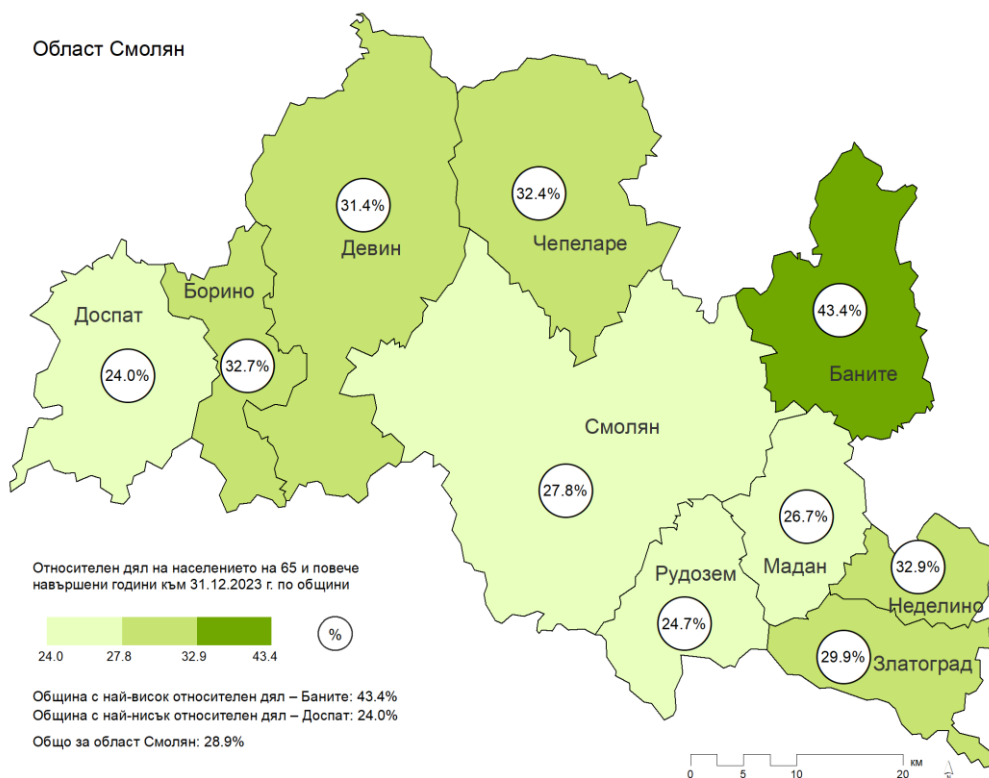 Област Смолян
31.4%
Девин
32.4%
Чепеларе
43.4%
Баните
Борино
32.7%
Доспат
24.0%
Смолян
27.8%
26.7%
Мадан
Рудозем
24.7%
32.9%
Неделино
29.9%
Златоград
Относителен дял на населението на 65 и повече
навършени години към 31.12.2023 г. по общини
%
24.0 27.8 32.9 43.4
Община с най-висок относителен дял – Баните: 43.4%
Община с най-нисък относителен дял – Доспат: 24.0%
Общо за област Смолян: 28.9%
км
0 5 10 20